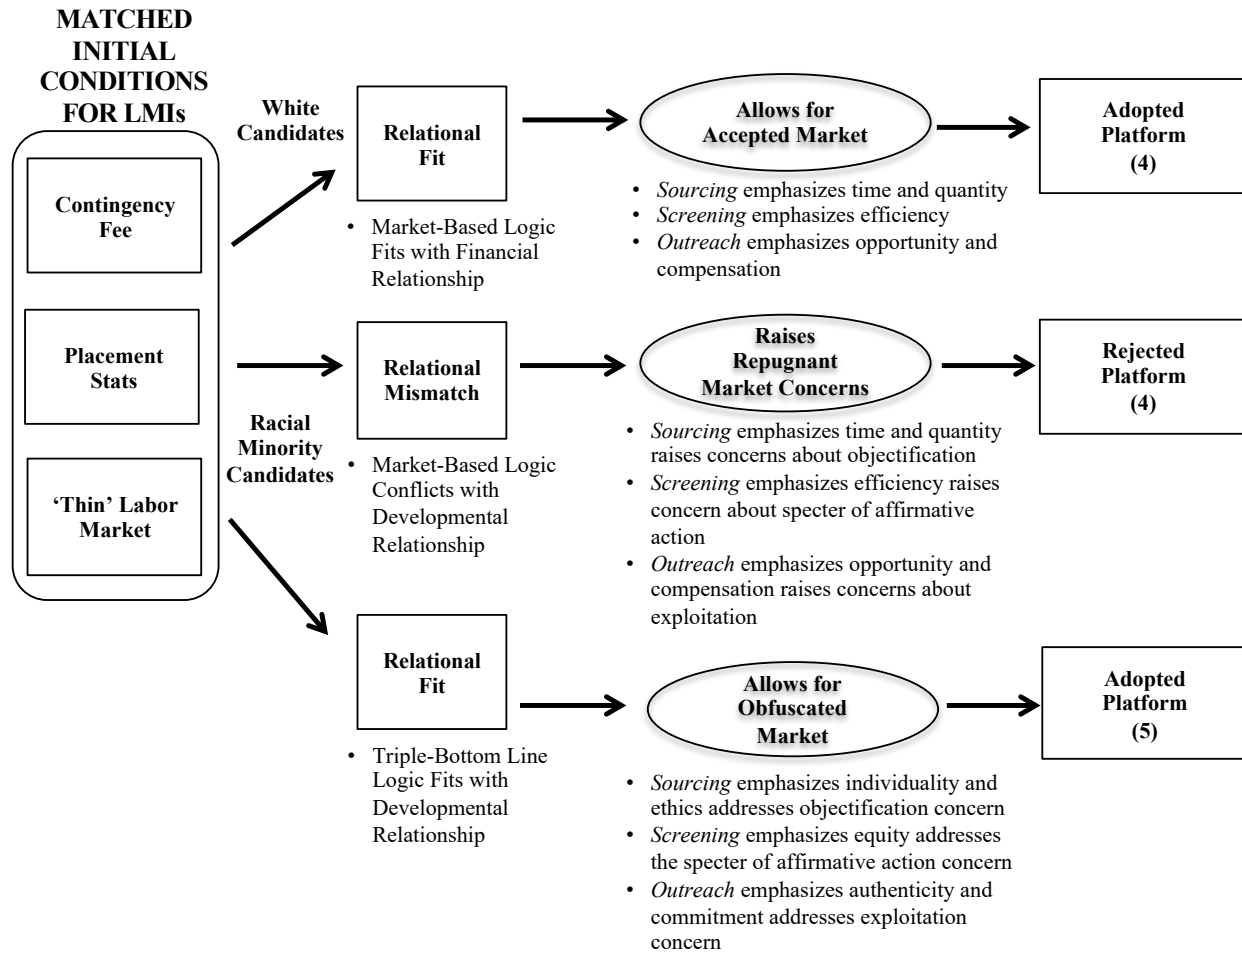 MATCHED
INITIAL
CONDITIONS
FOR LMIs
Contingency
Fee
Placement
Stats
‘Thin’ Labor
Market
White
Candidates
Racial
Minority
Candidates
Relational
Fit
• Market-Based Logic
Fits with Financial
Relationship
Allows for
Accepted Market
• Sourcing emphasizes time and quantity
• Screening emphasizes efficiency
• Outreach emphasizes opportunity and
compensation
Adopted
Platform
(4)
Relational
Mismatch
• Market-Based Logic
Conflicts with
Developmental
Relationship
Raises
Repugnant
Market Concerns
• Sourcing emphasizes time and quantity
raises concerns about objectification
• Screening emphasizes efficiency raises
concern about specter of affirmative
action
• Outreach emphasizes opportunity and
compensation raises concerns about
exploitation
Rejected
Platform
(4)
Relational
Fit
• Triple-Bottom Line
Logic Fits with
Developmental
Relationship
Allows for
Obfuscated
Market
• Sourcing emphasizes individuality and
ethics addresses objectification concern
• Screening emphasizes equity addresses
the specter of affirmative action concern
• Outreach emphasizes authenticity and
commitment addresses exploitation
concern
Adopted
Platform
(5)